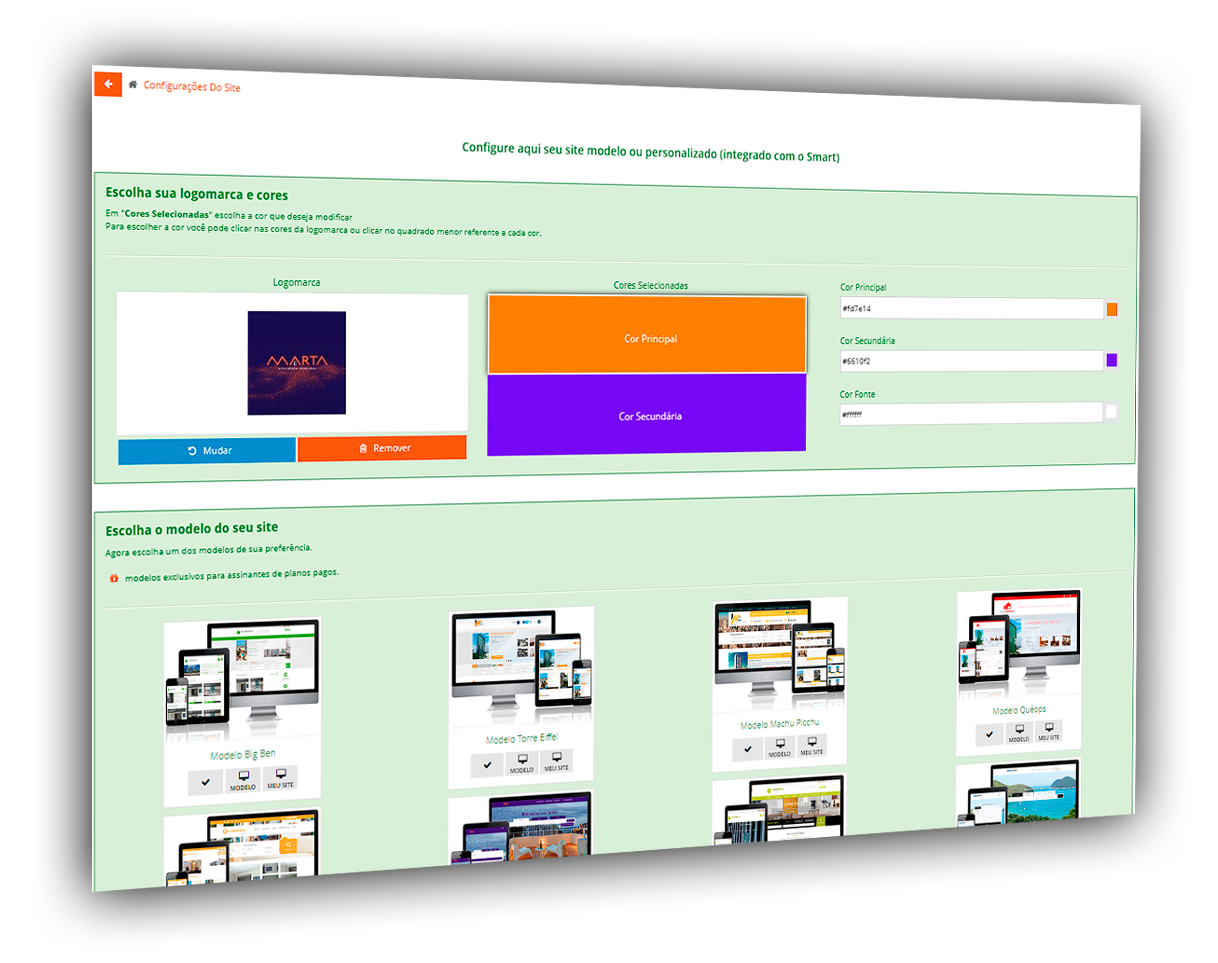 Configurações Do Site
Configure aqui seu site modelo ou personalizado (integrado com o Smart)
Escolha sua logomarca e cores
Em "Cores Selecionadas" escolha a cor que deseja modificar
Para escolher a cor você pode clicar nas cores da logomarca ou clicar no quadrado menor referente a cada cor.
Logomarca
MARTA
Mudar
Remover
Cores Selecionadas
Cor Principal
Cor Secundária
Cor Principal
#fd7e14
Cor Secundária
#6610f2
Cor Fonte
#ffffff
Escolha o modelo do seu site
Agora escolha um dos modelos de sua preferência.
modelos exclusivos para assinantes de planos pagos.
Modelo Big Ben
MODELO
MEU SITE
Modelo Torre Eiffel
MODELO
MEU SITE
Modelo Machu Picchu
MODELO
MEU SITE
Modelo Quéops
MODELO
MEU SITE